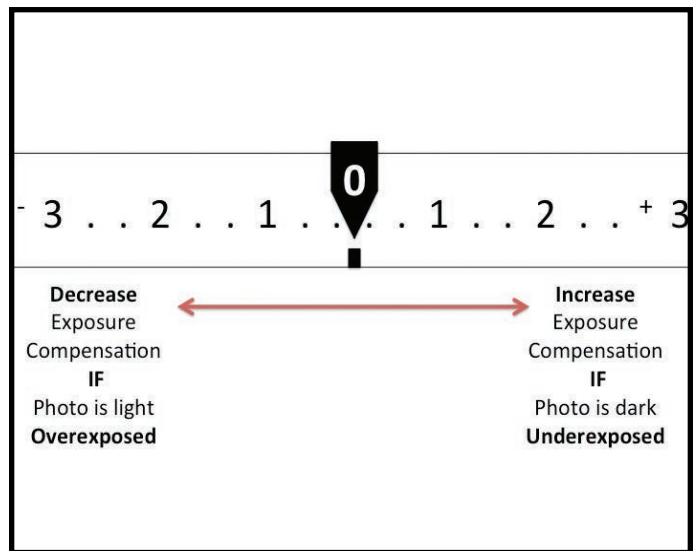 0
- 3 . . 2 . . 1 . . . . 1 . . 2 . . + 3
Decrease
Exposure
Compensation
IF
Photo is light
Overexposed
Increase
Exposure
Compensation
IF
Photo is dark
Underexposed